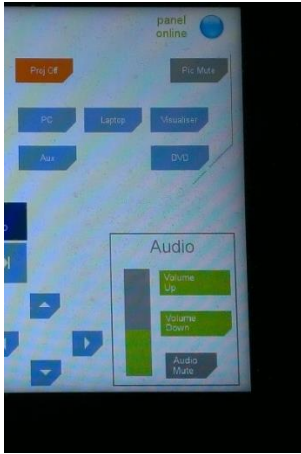 panel
online
Proj Off
Pic Mute
PC
Laptop
Visualiser
Aux
DVD
Audio
Volume
Up
Volume
Down
Audio
Mute